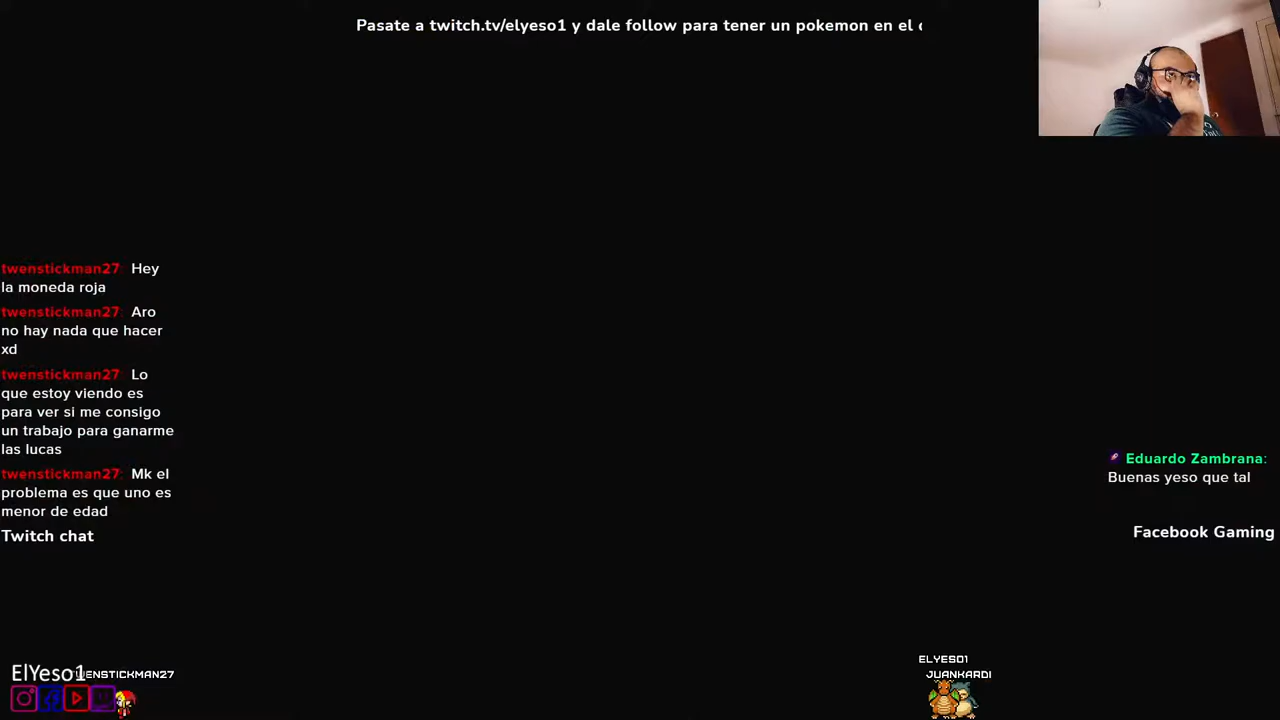 Pasate a twitch.tv/elyeso1 y dale follow para tener un pokemon en el
twenstickman27: Hey
la moneda roja
twenstickman27: Aro
no hay nada que hacer
xd
twenstickman27: Lo
que estoy viendo es
para ver si me consigo
un trabajo para ganarme
las lucas
twenstickman27: Mk el
problema es que uno es
menor de edad
Twitch chat
Eduardo Zambrana:
Buenas yeso que tal
Facebook Gaming
ElYeso1
TWENSTICKMAN27
ELYESO1
JUANKARDI